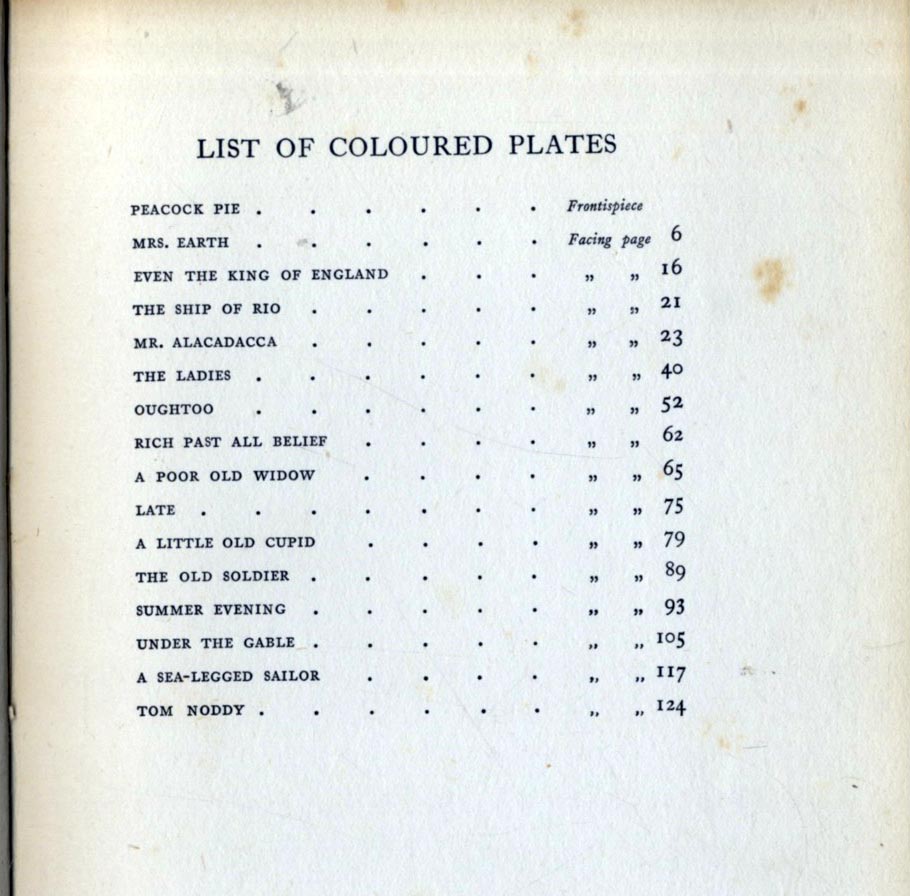 LIST OF COLOURED PLATES
PEACOCK PIE . . . . . . Frontispiece
MRS. EARTH . . . . . . Facing page 6
EVEN THE KING OF ENGLAND . . . „ „ 16
THE SHIP OF RIO . . . . . „ „ 21
MR. ALACADACCA . . . . . „ „ 23
THE LADIES . . . . . . „ „ 40
OUGHTOO . . . . . . „ „ 52
RICH PAST ALL BELIEF . . . . „ „ 62
A POOR OLD WIDOW . . . . „ „ 65
LATE . . . . . . . „ „ 75
A LITTLE OLD CUPID . . . . „ „ 79
THE OLD SOLDIER . . . . . „ „ 89
SUMMER EVENING . . . . . „ „ 93
UNDER THE GABLE . . . . . „ „ 105
A SEA-LEGGED SAILOR . . . . „ „ 117
TOM NODDY . . . . . . „ „ 124